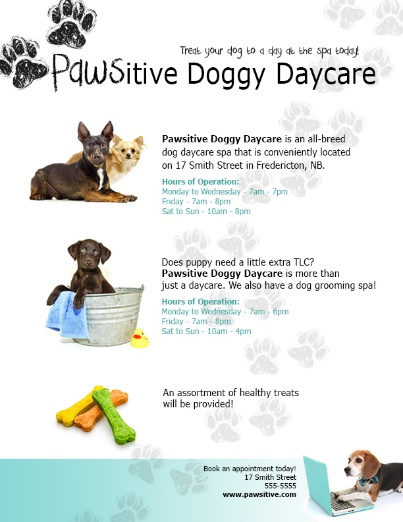 Treat your dog to a day at the spa today!
PAWSitive Doggy Daycare
Pawsitive Doggy Daycare is an all-breed
dog daycare spa that is conveniently located
on 17 Smith Street in Fredericton, NB.
Hours of Operation:
Monday to Wednesday - 7am - 7pm
Friday - 7am - 8pm
Sat to Sun - 10am - 8pm
Does puppy need a little extra TLC?
Pawsitive Doggy Daycare is more than
just a daycare. We also have a dog grooming spa!
Hours of Operation:
Monday to Wednesday - 7am - 6pm
Friday - 7am - 8pm
Sat to Sun - 10am - 4pm
An assortment of healthy treats
will be provided!
Book an appointment today!
17 Smith Street
555-5555
www.pawsitive.com